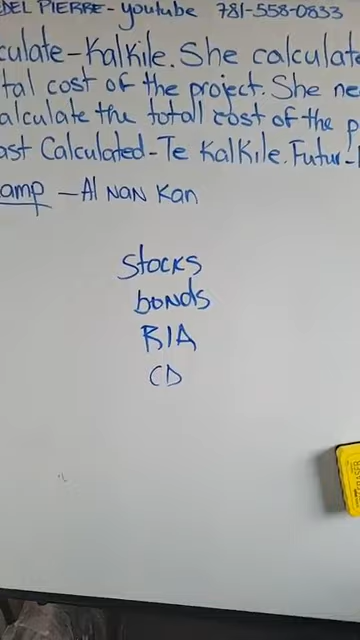 DEL PIERRE - youtube 781-558-0833
culate - Kalkile. She calculate
tal cost of the project. She ne
alculate the totall cost of the p
ast Calculated - Te Kalkile. Futur -
amp - Al NAN Kan
Stocks
bonds
RIA
CD